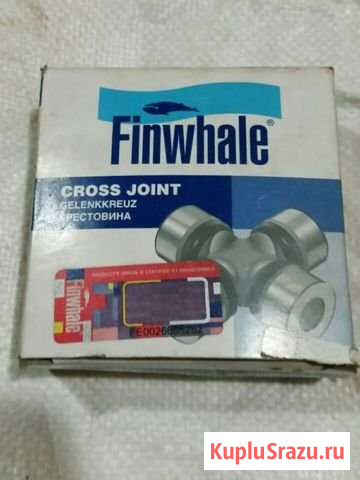 Finwhale®
CROSS JOINT
GELENKKREUZ
КРЕСТОВИНА
Finwhale
KupluSrazu.ru